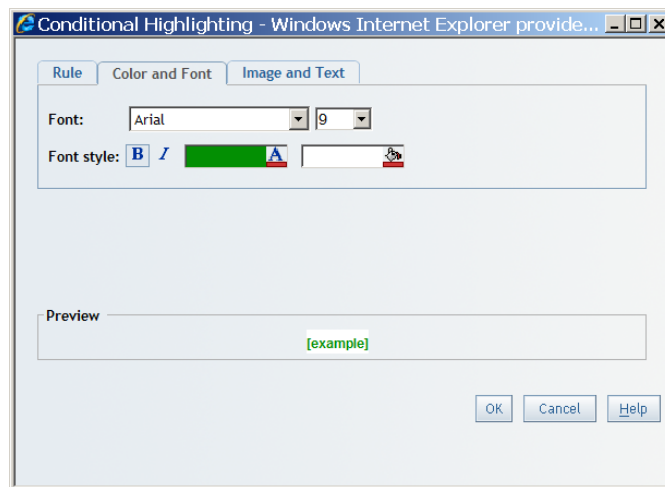 Conditional Highlighting - Windows Internet Explorer provide...
Rule Color and Font Image and Text
Font: Arial 9
Font style: B I A
Preview
[example]
OK Cancel Help